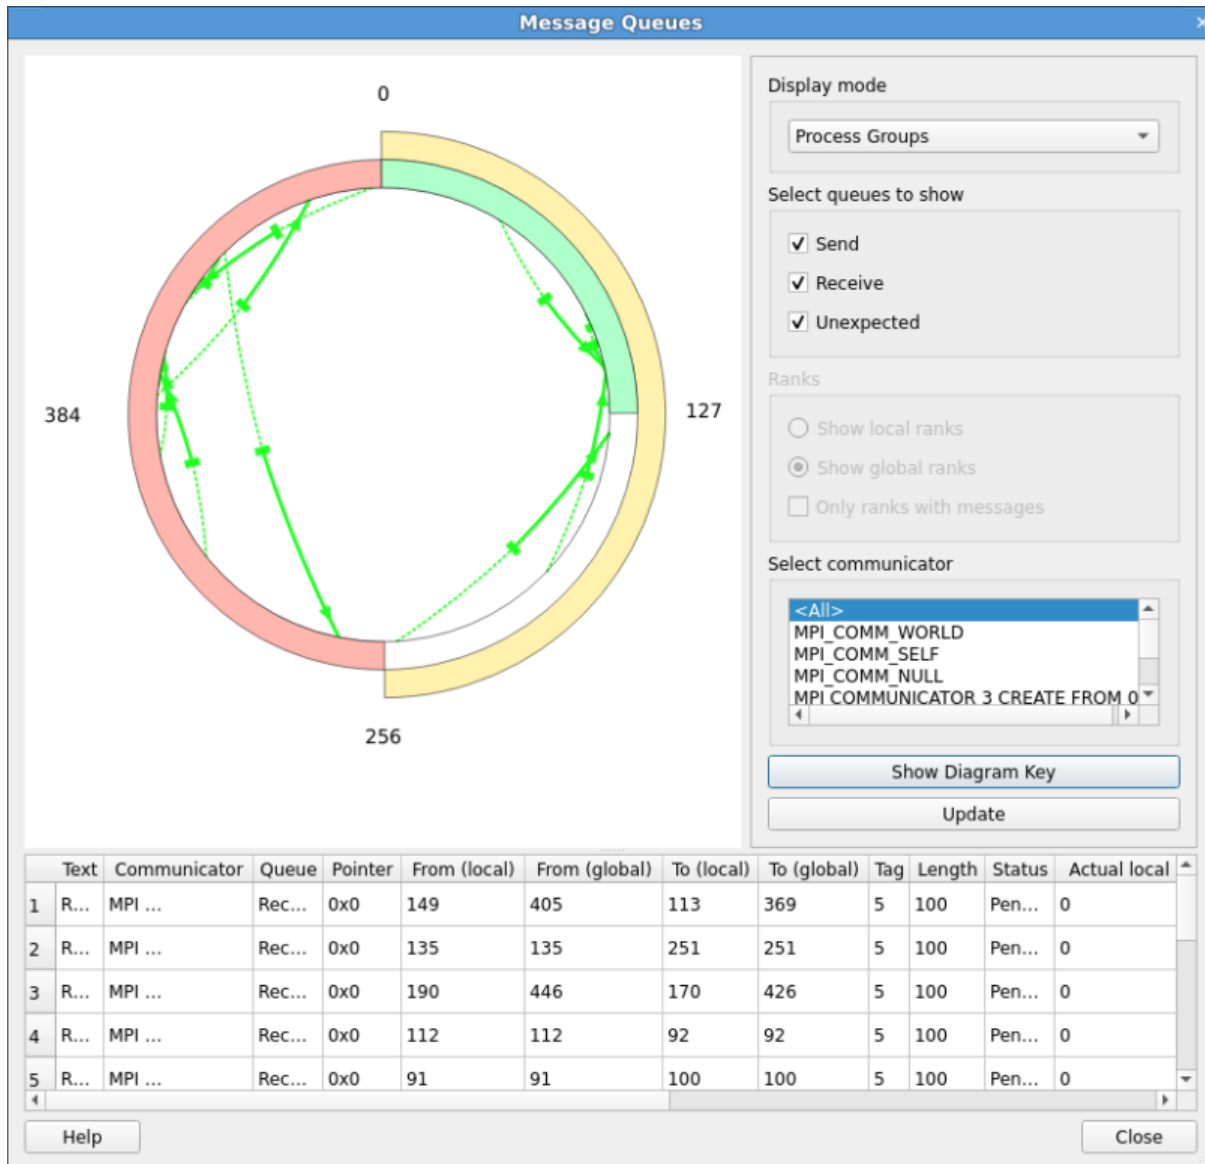 Message Queues
0
384
127
256
Display mode
Process Groups
Select queues to show
Send
Receive
Unexpected
Ranks
Show local ranks
Show global ranks
Only ranks with messages
Select communicator
<All>
MPI_COMM_WORLD
MPI_COMM_SELF
MPI_COMM_NULL
MPI COMMUNICATOR 3 CREATE FROM 0
Show Diagram Key
Update
Text Communicator Queue Pointer From (local) From (global) To (local) To (global) Tag Length Status Actual local
1 R... MPI ... Rec... 0x0 149 405 113 369 5 100 Pen... 0
2 R... MPI ... Rec... 0x0 135 135 251 251 5 100 Pen... 0
3 R... MPI ... Rec... 0x0 190 446 170 426 5 100 Pen... 0
4 R... MPI ... Rec... 0x0 112 112 92 92 5 100 Pen... 0
5 R... MPI ... Rec... 0x0 91 91 100 100 5 100 Pen... 0
Help
Close